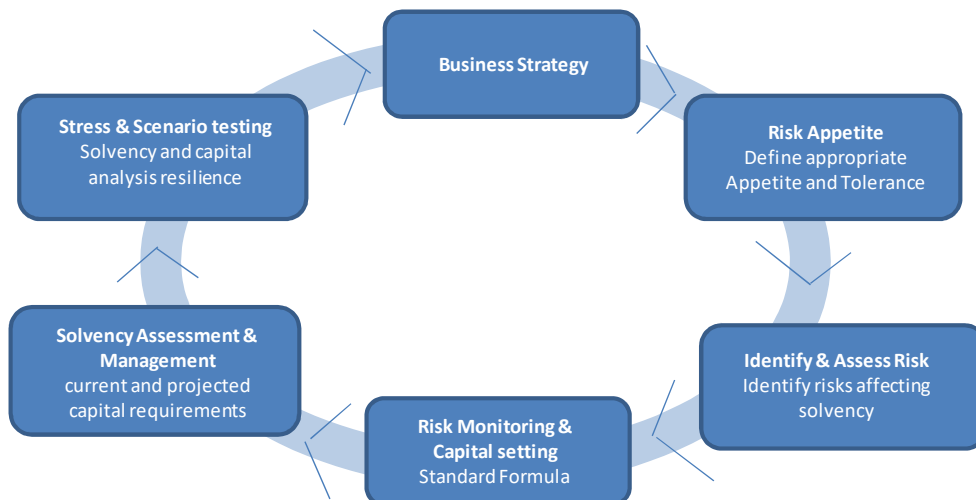 Business Strategy
Risk Appetite
Define appropriate
Appetite and Tolerance
Identify & Assess Risk
Identify risks affecting
solvency
Risk Monitoring &
Capital setting
Standard Formula
Solvency Assessment &
Management
current and projected
capital requirements
Stress & Scenario testing
Solvency and capital
analysis resilience